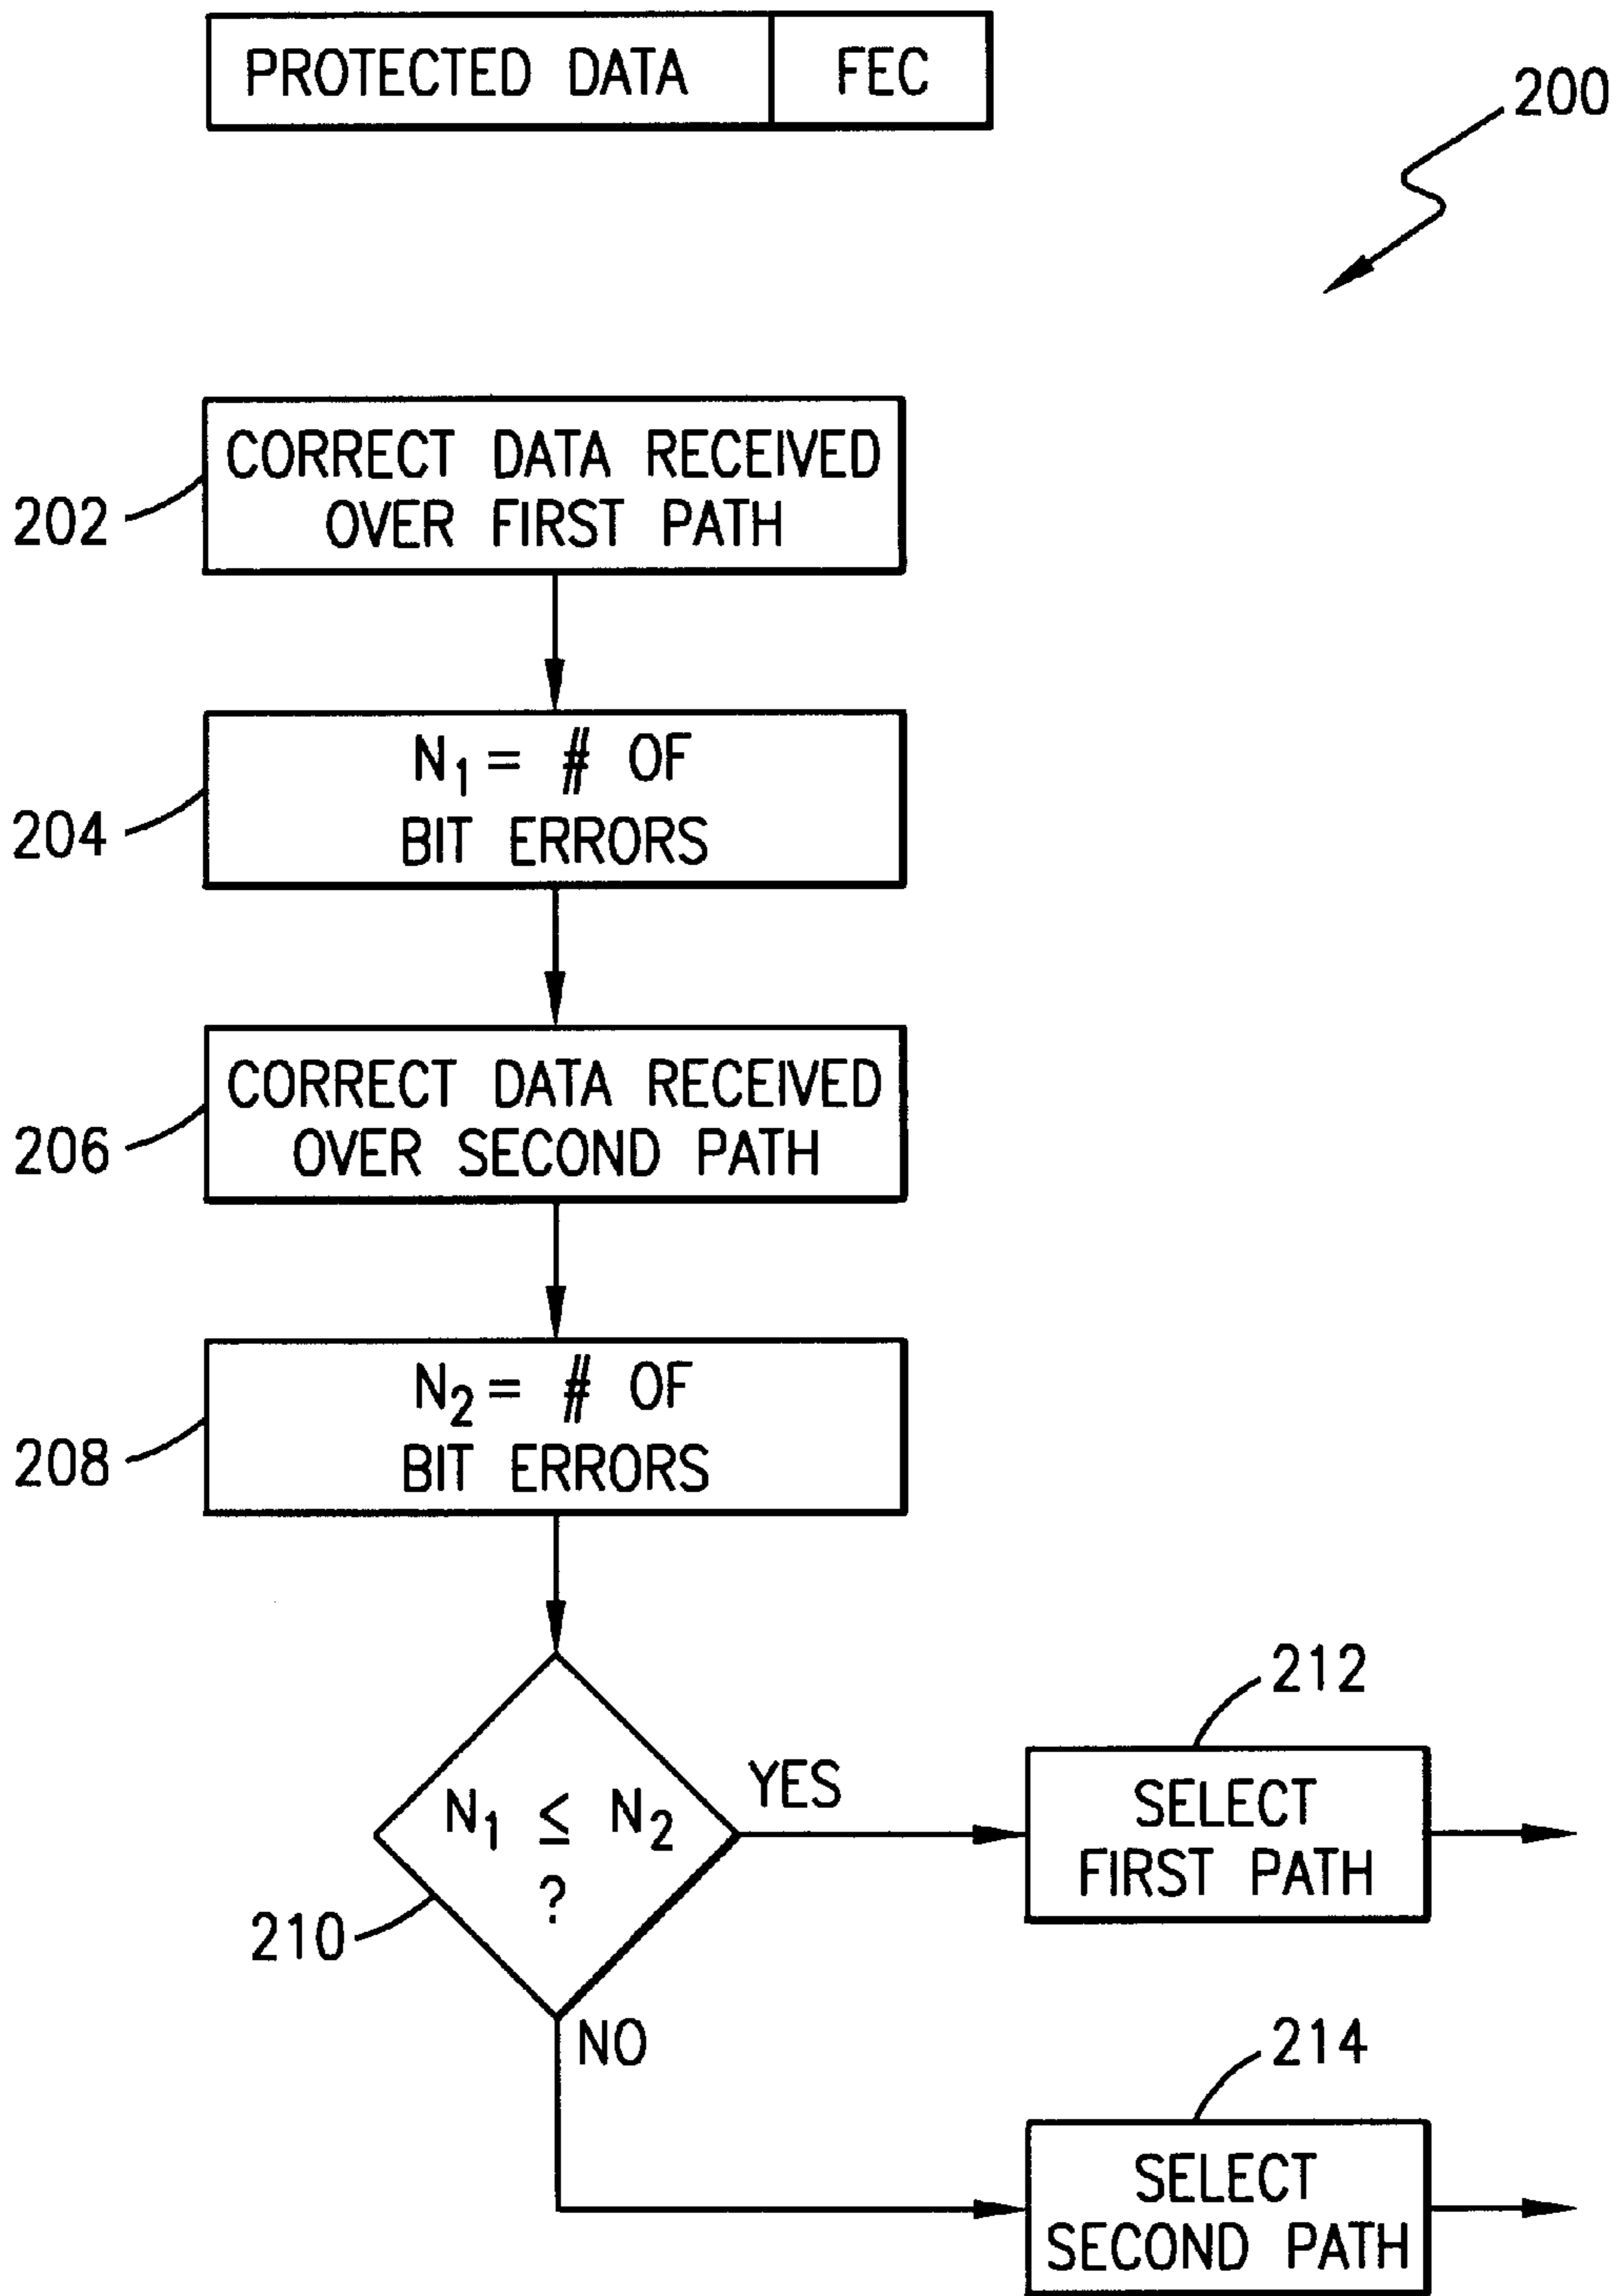 PROTECTED DATA FEC
200
CORRECT DATA RECEIVED
OVER FIRST PATH
202
N1 = # OF
BIT ERRORS
204
CORRECT DATA RECEIVED
OVER SECOND PATH
206
N2 = # OF
BIT ERRORS
208
N1 ≤ N2
?
210
YES
212
SELECT
FIRST PATH
NO
214
SELECT
SECOND PATH